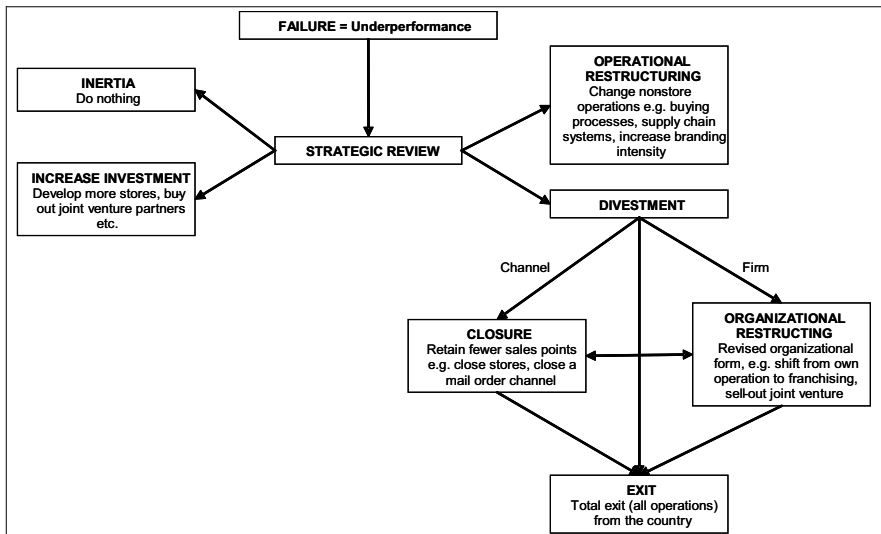 FAILURE = Underperformance
INERTIA
Do nothing
OPERATIONAL
RESTRUCTURING
Change nonstore
operations e.g. buying
processes, supply chain
systems, increase branding
intensity
STRATEGIC REVIEW
INCREASE INVESTMENT
Develop more stores, buy
out joint venture partners
etc.
DIVESTMENT
Channel
Firm
CLOSURE
Retain fewer sales points
e.g. close stores, close a
mail order channel
ORGANIZATIONAL
RESTRUCTING
Revised organizational
form, e.g. shift from own
operation to franchising,
sell-out joint venture
EXIT
Total exit (all operations)
from the country